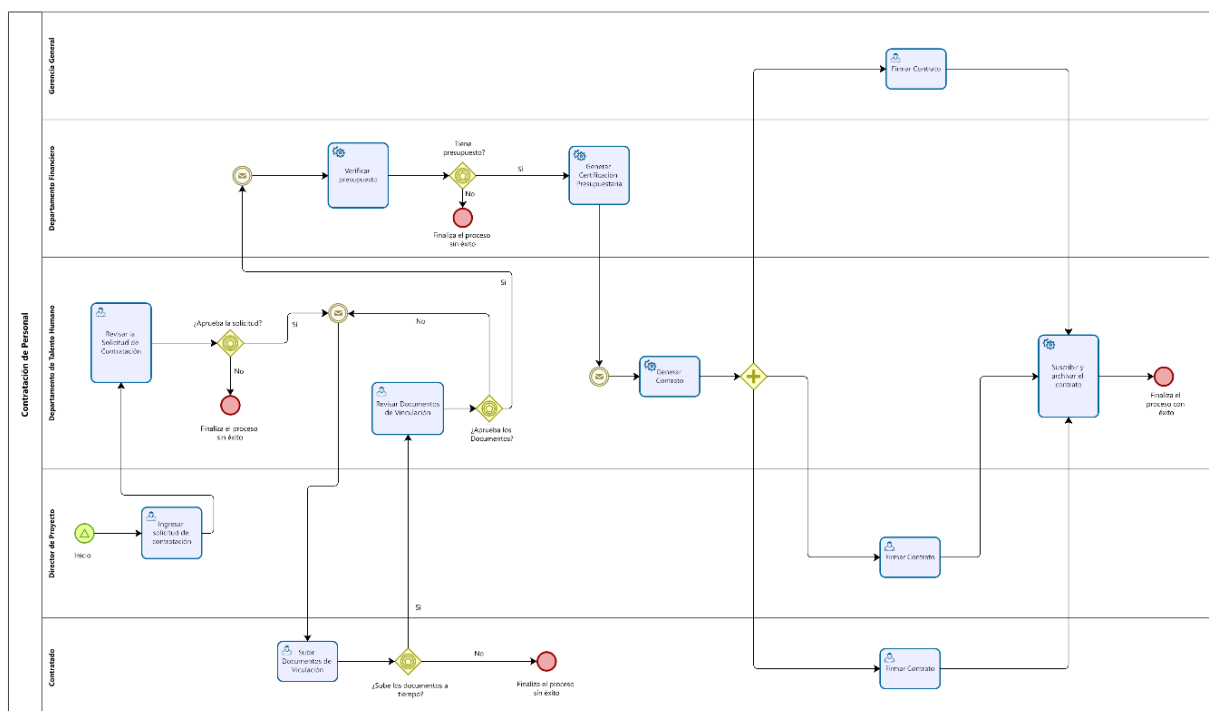 Contratación de Personal
Gerencia General
Firmar Contrato
Departamento Financiero
Verificar
presupuesto
Tiene
presupuesto?
Sí
No
Finaliza el proceso
sin éxito
Generar
Certificación
Presupuestaria
Departamento de Talento Humano
Revisar la
Solicitud de
Contratación
¿Aprueba la solicitud?
Sí
No
Finaliza el proceso
sin éxito
No
Sí
Revisar Documentos
de Vinculación
¿Aprueba los
Documentos?
Generar
Contrato
Suscribir y
archivar el
contrato
Finaliza el
proceso con
éxito
Director de Proyecto
Inicio
Ingresar
solicitud de
contratación
Firmar Contrato
Sí
Contratado
Subir
Documentos de
Viculación
¿Sube los documentos a
tiempo?
No
Finaliza el proceso
sin éxito
Firmar Contrato